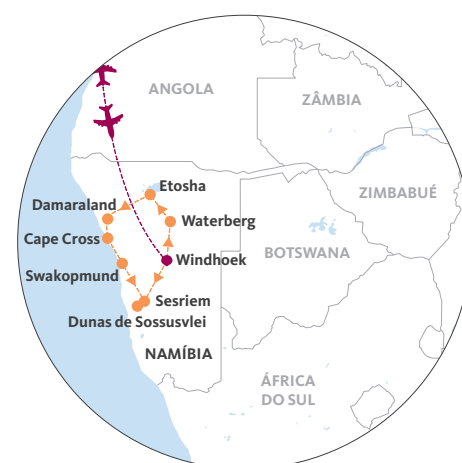 ANGOLA
ZÂMBIA
Etosha
Damaraland
ZIMBABUÉ
Waterberg
Cape Cross
BOTSWANA
Windhoek
Swakopmund
Sesriem
Dunas de Sossusvlei
NAMÍBIA
ÁFRICA
DO SUL